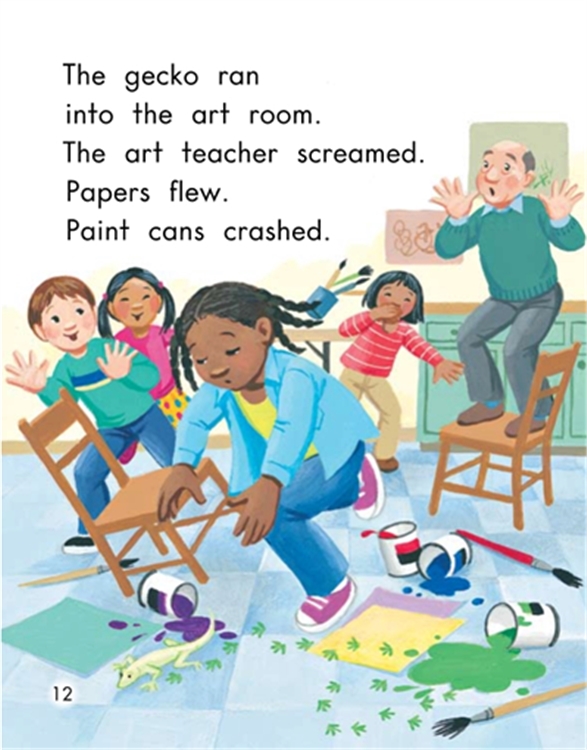 The gecko ran
into the art room.
The art teacher screamed.
Papers flew.
Paint cans crashed.
12